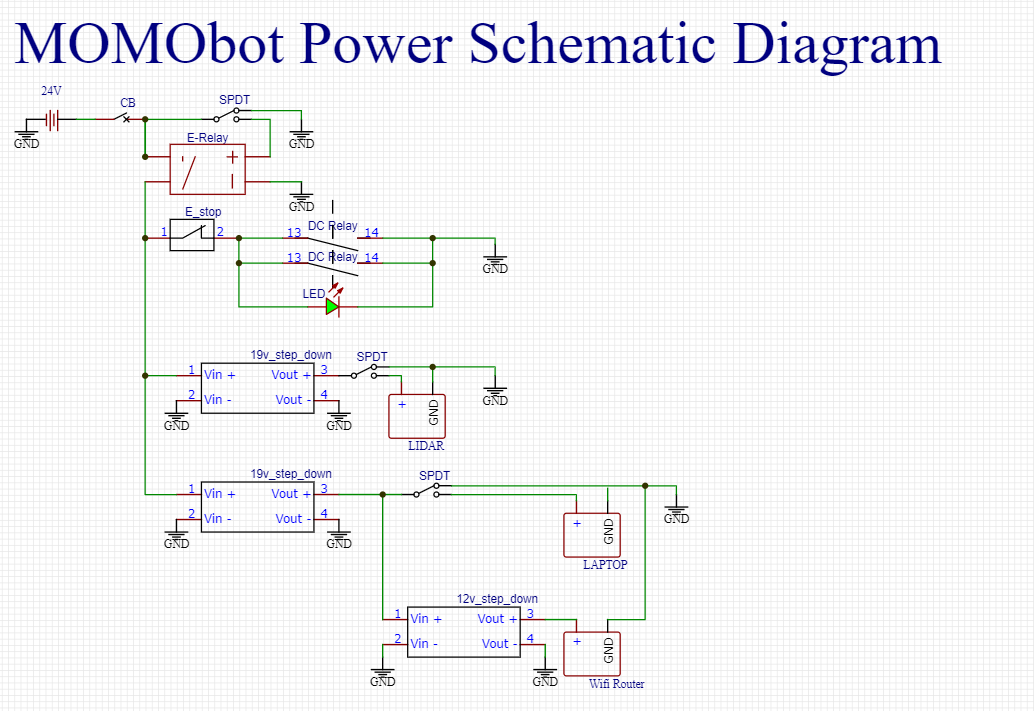 MOMObot Power Schematic Diagram
24V
CB
SPDT
GND
GND
E-Relay
GND
E_stop
1 2
DC Relay
13 14
DC Relay
13 14
GND
LED
19v_step_down
SPDT
1 Vin + Vout + 3
2 Vin - Vout - 4
+ GND
GND
GND
GND
LIDAR
19v_step_down
SPDT
1 Vin + Vout + 3
2 Vin - Vout - 4
GND
+ GND
GND
GND
LAPTOP
12v_step_down
1 Vin + Vout + 3
2 Vin - Vout - 4
+ GND
GND
GND
Wifi Router